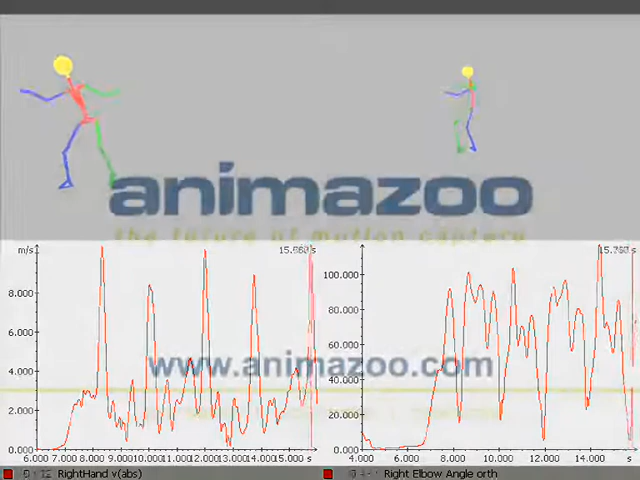 animazoo
the future of motion capture
m/s
15.660 s
15.760 s
8.000
6.000
4.000
2.000
0.000
100.000
80.000
60.000
40.000
20.000
0.000
www.animazoo.com
6.000 7.000 8.000 9.000 10.000 11.000 12.000 13.000 14.000 s
4.000 6.000 8.000 10.000 12.000 14.000 s
RightHand v(abs)
Right Elbow Angle orth